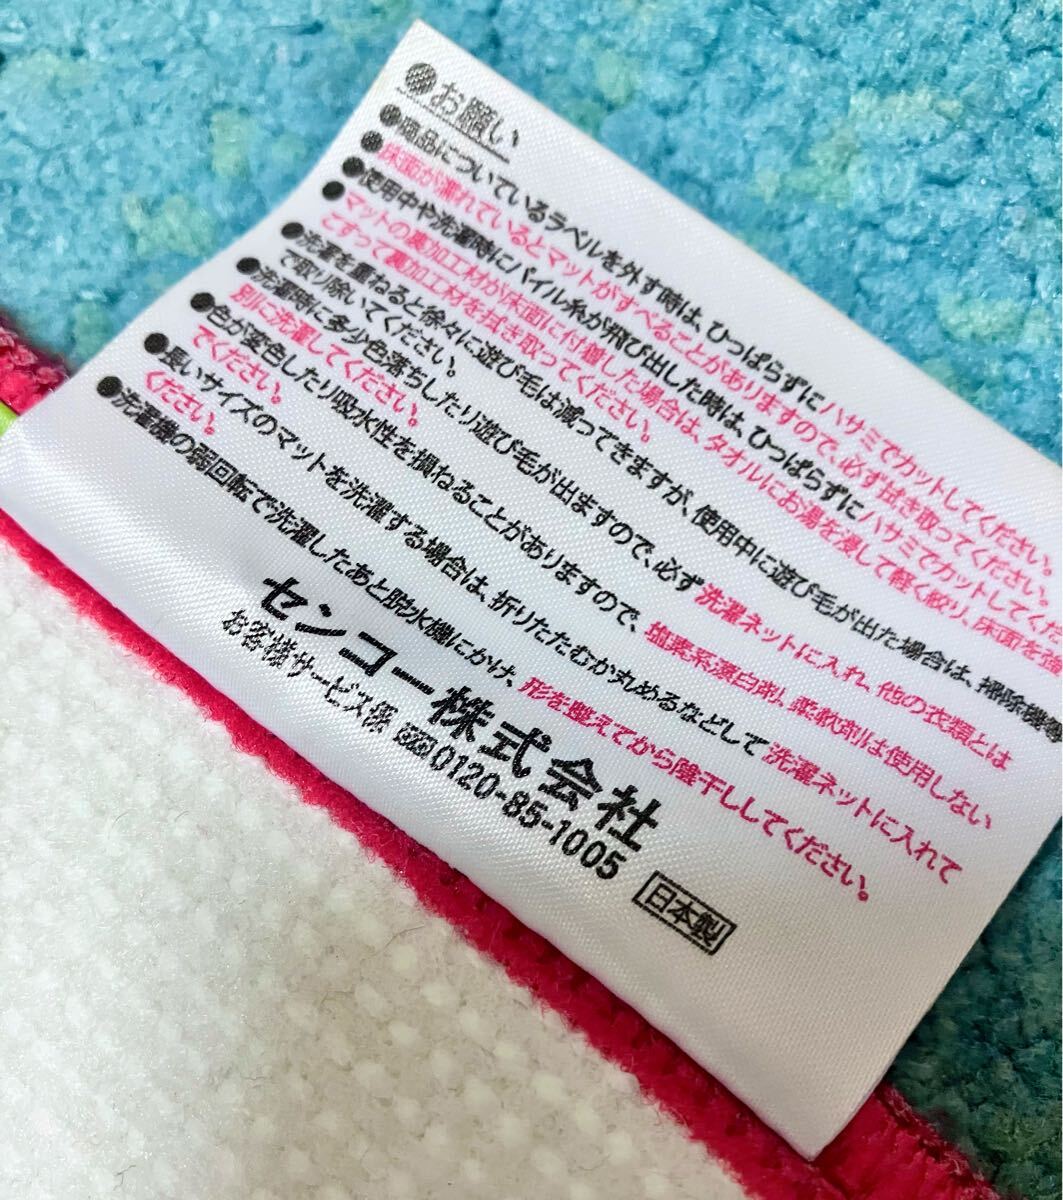 ●お願い
●商品についているラベルを外す時は、ひっぱらずにハサミでカットしてください。
●床面が濡れているとマットがすべることがありますので、必ず拭き取ってください。
●使用中や洗濯時にパイル糸が飛び出した時は、ひっぱらずにハサミでカットしてくだ
●マットの裏加工材が床面に付着した場合は、タオルにお湯を浸して軽く絞り、床面を
こすって裏加工材を拭き取ってください。
●洗濯を重ねると徐々に遊び毛は減ってきますが、使用中に遊び毛が出た場合は、掃除機等
で取り除いてください。
●洗濯時に多少色落ちしたり遊び毛が出ますので、必ず洗濯ネットに入れ、他の衣類とは
別に洗濯してください。
●色が変色したり吸水性を損ねることがありますので、塩素系漂白剤、柔軟剤は使用しない
でください。
●長いサイズのマットを洗濯する場合は、折りたたむか丸めるなどして洗濯ネットに入れて
ください。
●洗濯機の弱回転で洗濯したあと脱水機にかけ、形を整えてから陰干ししてください。
センコー株式会社
お客様サービス係 0120-85-1005
日本製